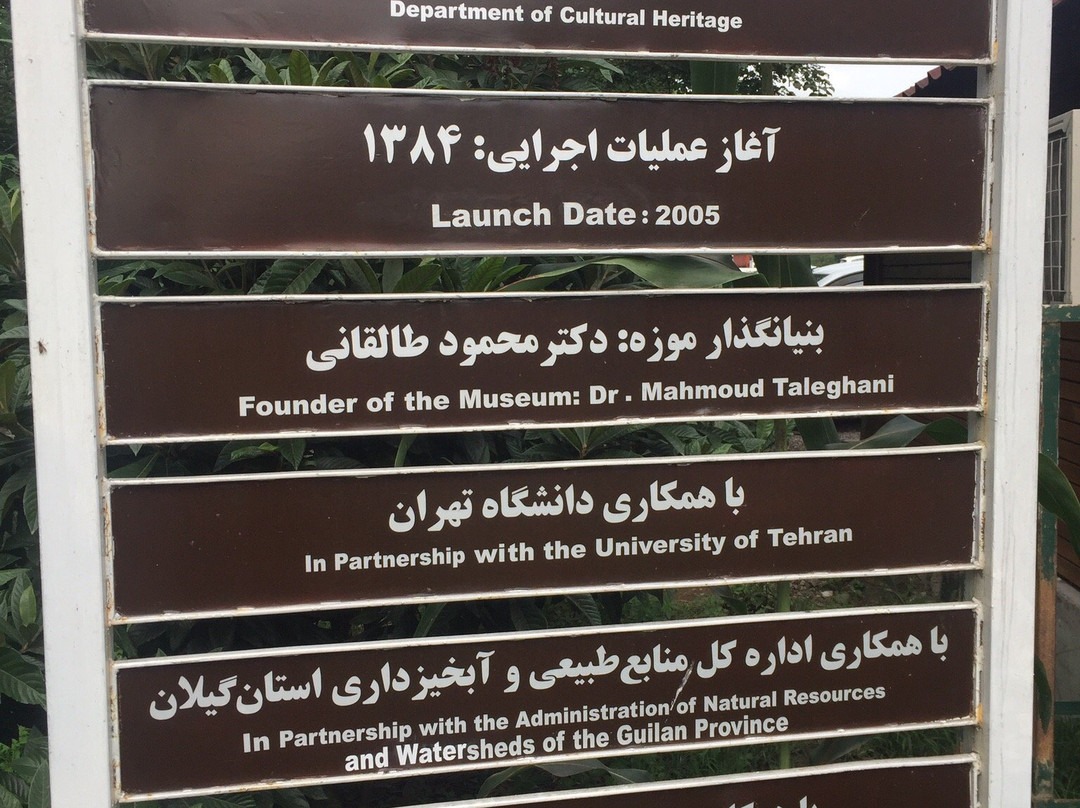 Department of Cultural Heritage
آغاز عملیات اجرایی: ۱۳۸۴
Launch Date: 2005
بنیانگذار موزه: دکتر محمود طالقانی
Founder of the Museum: Dr. Mahmoud Taleghani
با همکاری دانشگاه تهران
In Partnership with the University of Tehran
با همکاری اداره کل منابع طبیعی و آبخیزداری استان گیلان
In Partnership with the Administration of Natural Resources
and Watersheds of the Guilan Province